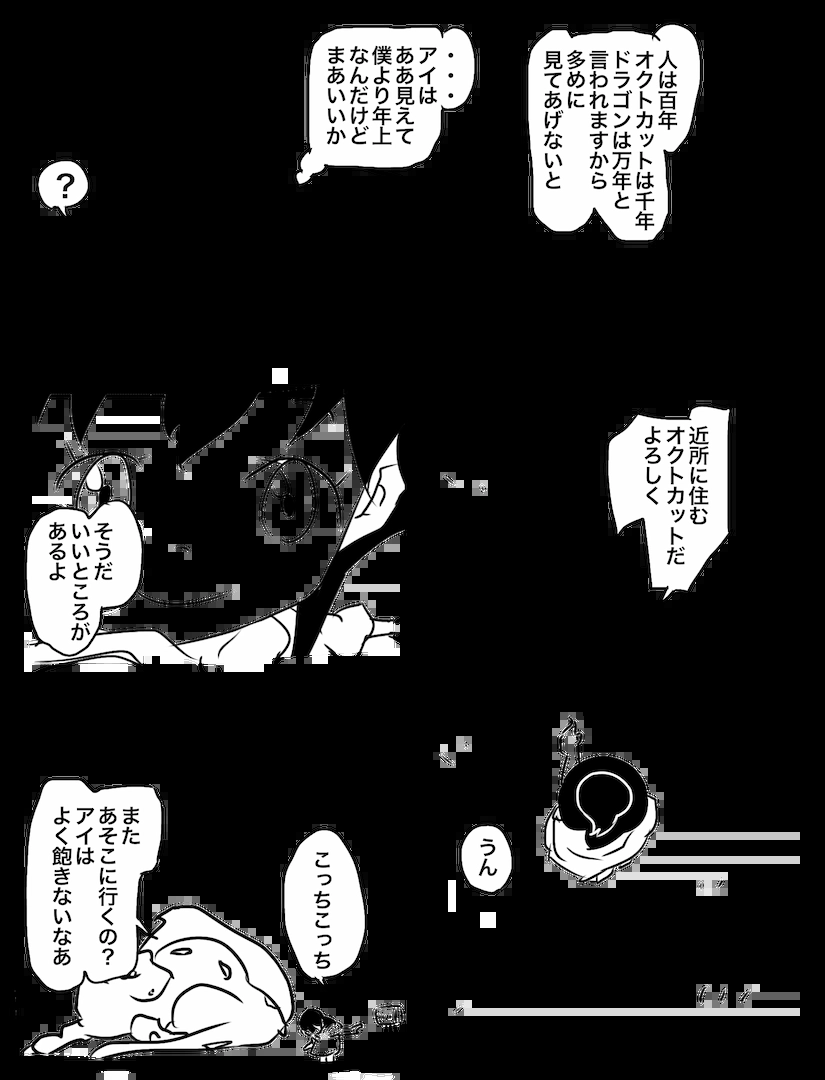 人は百年
オクトカットは千年
ドラゴンは万年と
言われますから
多めに
見てあげないと
・・・
アイは
ああ見えて
僕より年上
なんだけど
まあいいか
？
近所に住む
オクトカットだ
よろしく
そうだ
いいところが
あるよ
うん
こっちこっち
また
あそこに行くの？
アイは
よく飽きないなあ